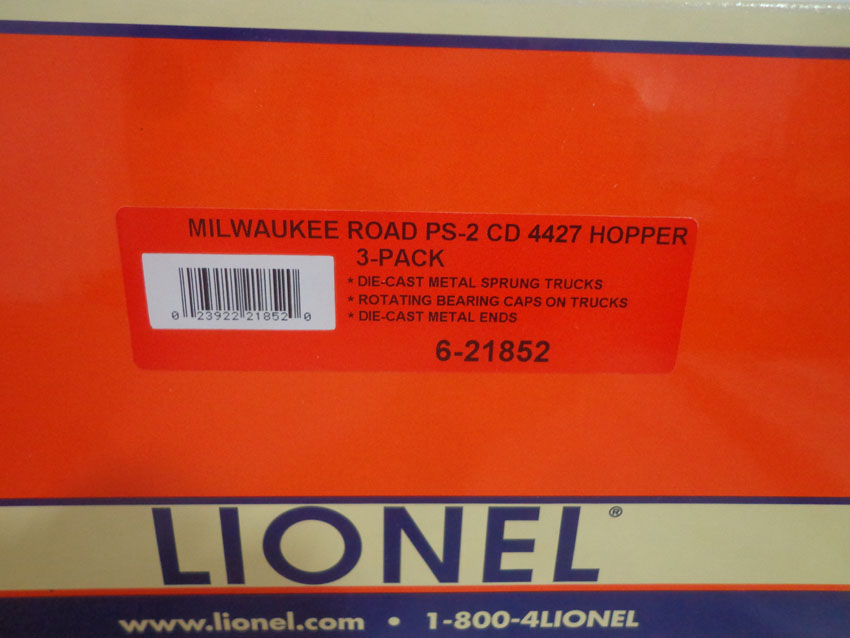 MILWAUKEE ROAD PS-2 CD 4427 HOPPER
3-PACK
* DIE-CAST METAL SPRUNG TRUCKS
* ROTATING BEARING CAPS ON TRUCKS
* DIE-CAST METAL ENDS
0 23922 21852 0
6-21852
LIONEL®
www.lionel.com • 1-800-4LIONEL